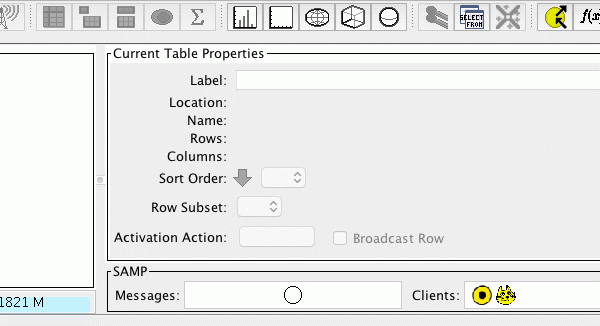 Σ SELECT FROM f(x)
Current Table Properties
Label:
Location:
Name:
Rows:
Columns:
Sort Order:
Row Subset:
Activation Action: Broadcast Row
SAMP
Messages: Clients:
1821 M